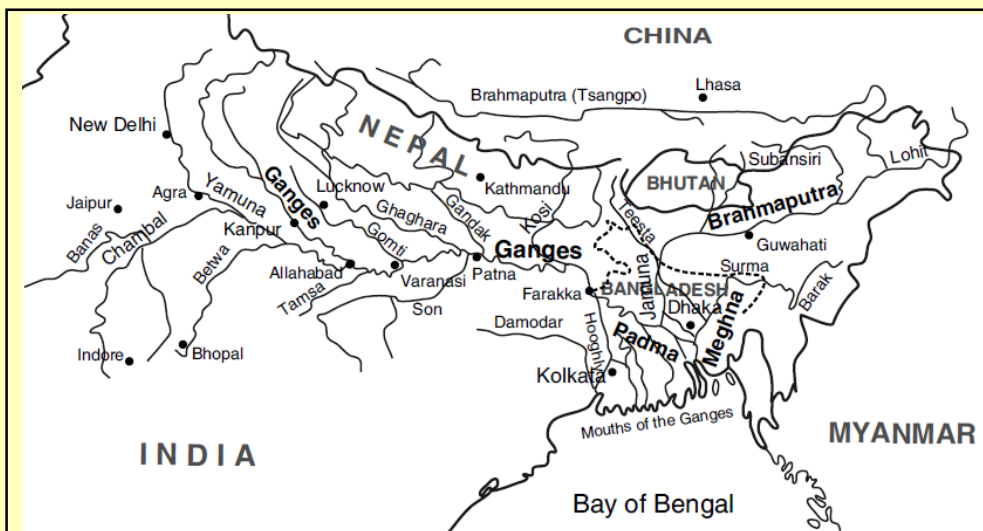 CHINA
Lhasa
Brahmaputra (Tsangpo)
New Delhi
NEPAL
Subansiri
Lohit
BHUTAN
Agra
Yamuna
Ganges
Lucknow
Kathmandu
Brahmaputra
Jaipur
Banas
Chambal
Kanpur
Ghaghara
Gandak
Kosi
Teesta
Guwahati
Gomti
Betwa
Ganges
Surma
Allahabad
Varanasi
Patna
Tamsa
Son
Farakka
BANGLADESH
Jamuna
Barak
Dhaka
Damodar
Hooghly
Padma
Meghna
Indore
Bhopal
Kolkata
Mouths of the Ganges
INDIA
MYANMAR
Bay of Bengal